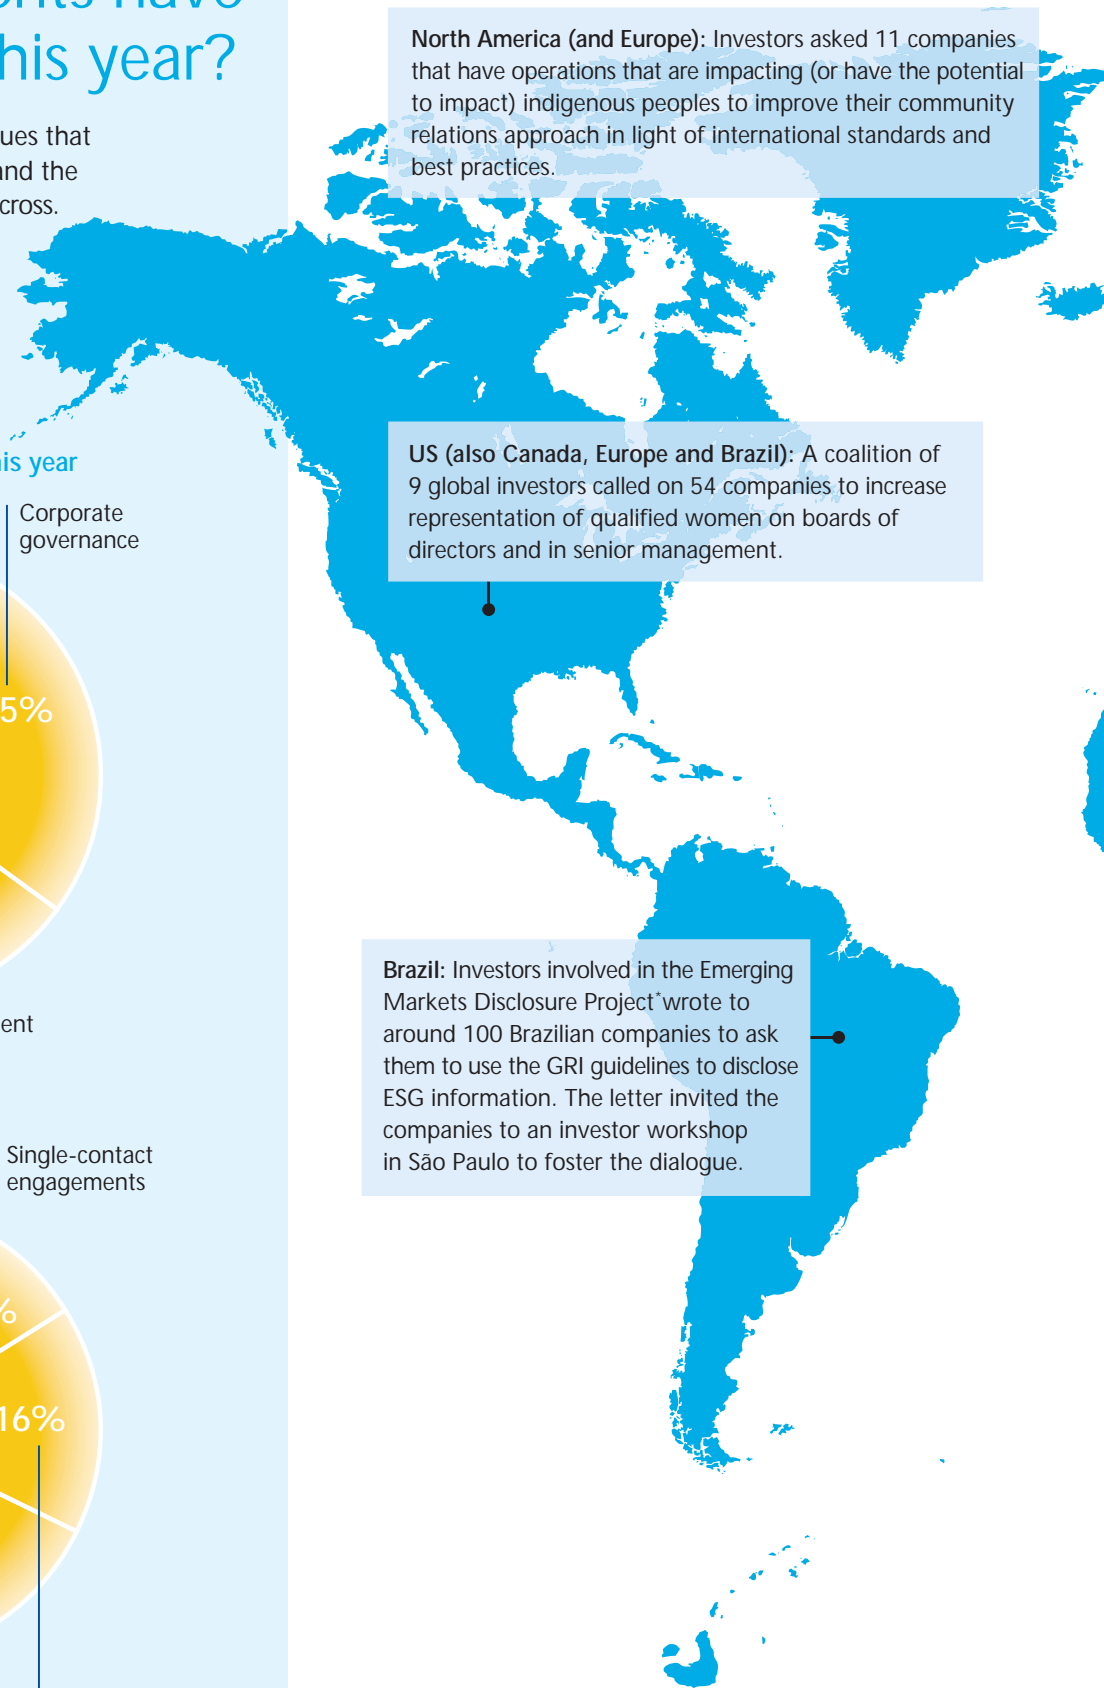 nts have
his year?
ues that
and the
cross.
North America (and Europe): Investors asked 11 companies
that have operations that are impacting (or have the potential
to impact) indigenous peoples to improve their community
relations approach in light of international standards and
best practices.
his year
Corporate
governance
5%
ent
Single-contact
engagements
%
16%
US (also Canada, Europe and Brazil): A coalition of
9 global investors called on 54 companies to increase
representation of qualified women on boards of
directors and in senior management.
Brazil: Investors involved in the Emerging
Markets Disclosure Project* wrote to
around 100 Brazilian companies to ask
them to use the GRI guidelines to disclose
ESG information. The letter invited the
companies to an investor workshop
in São Paulo to foster the dialogue.